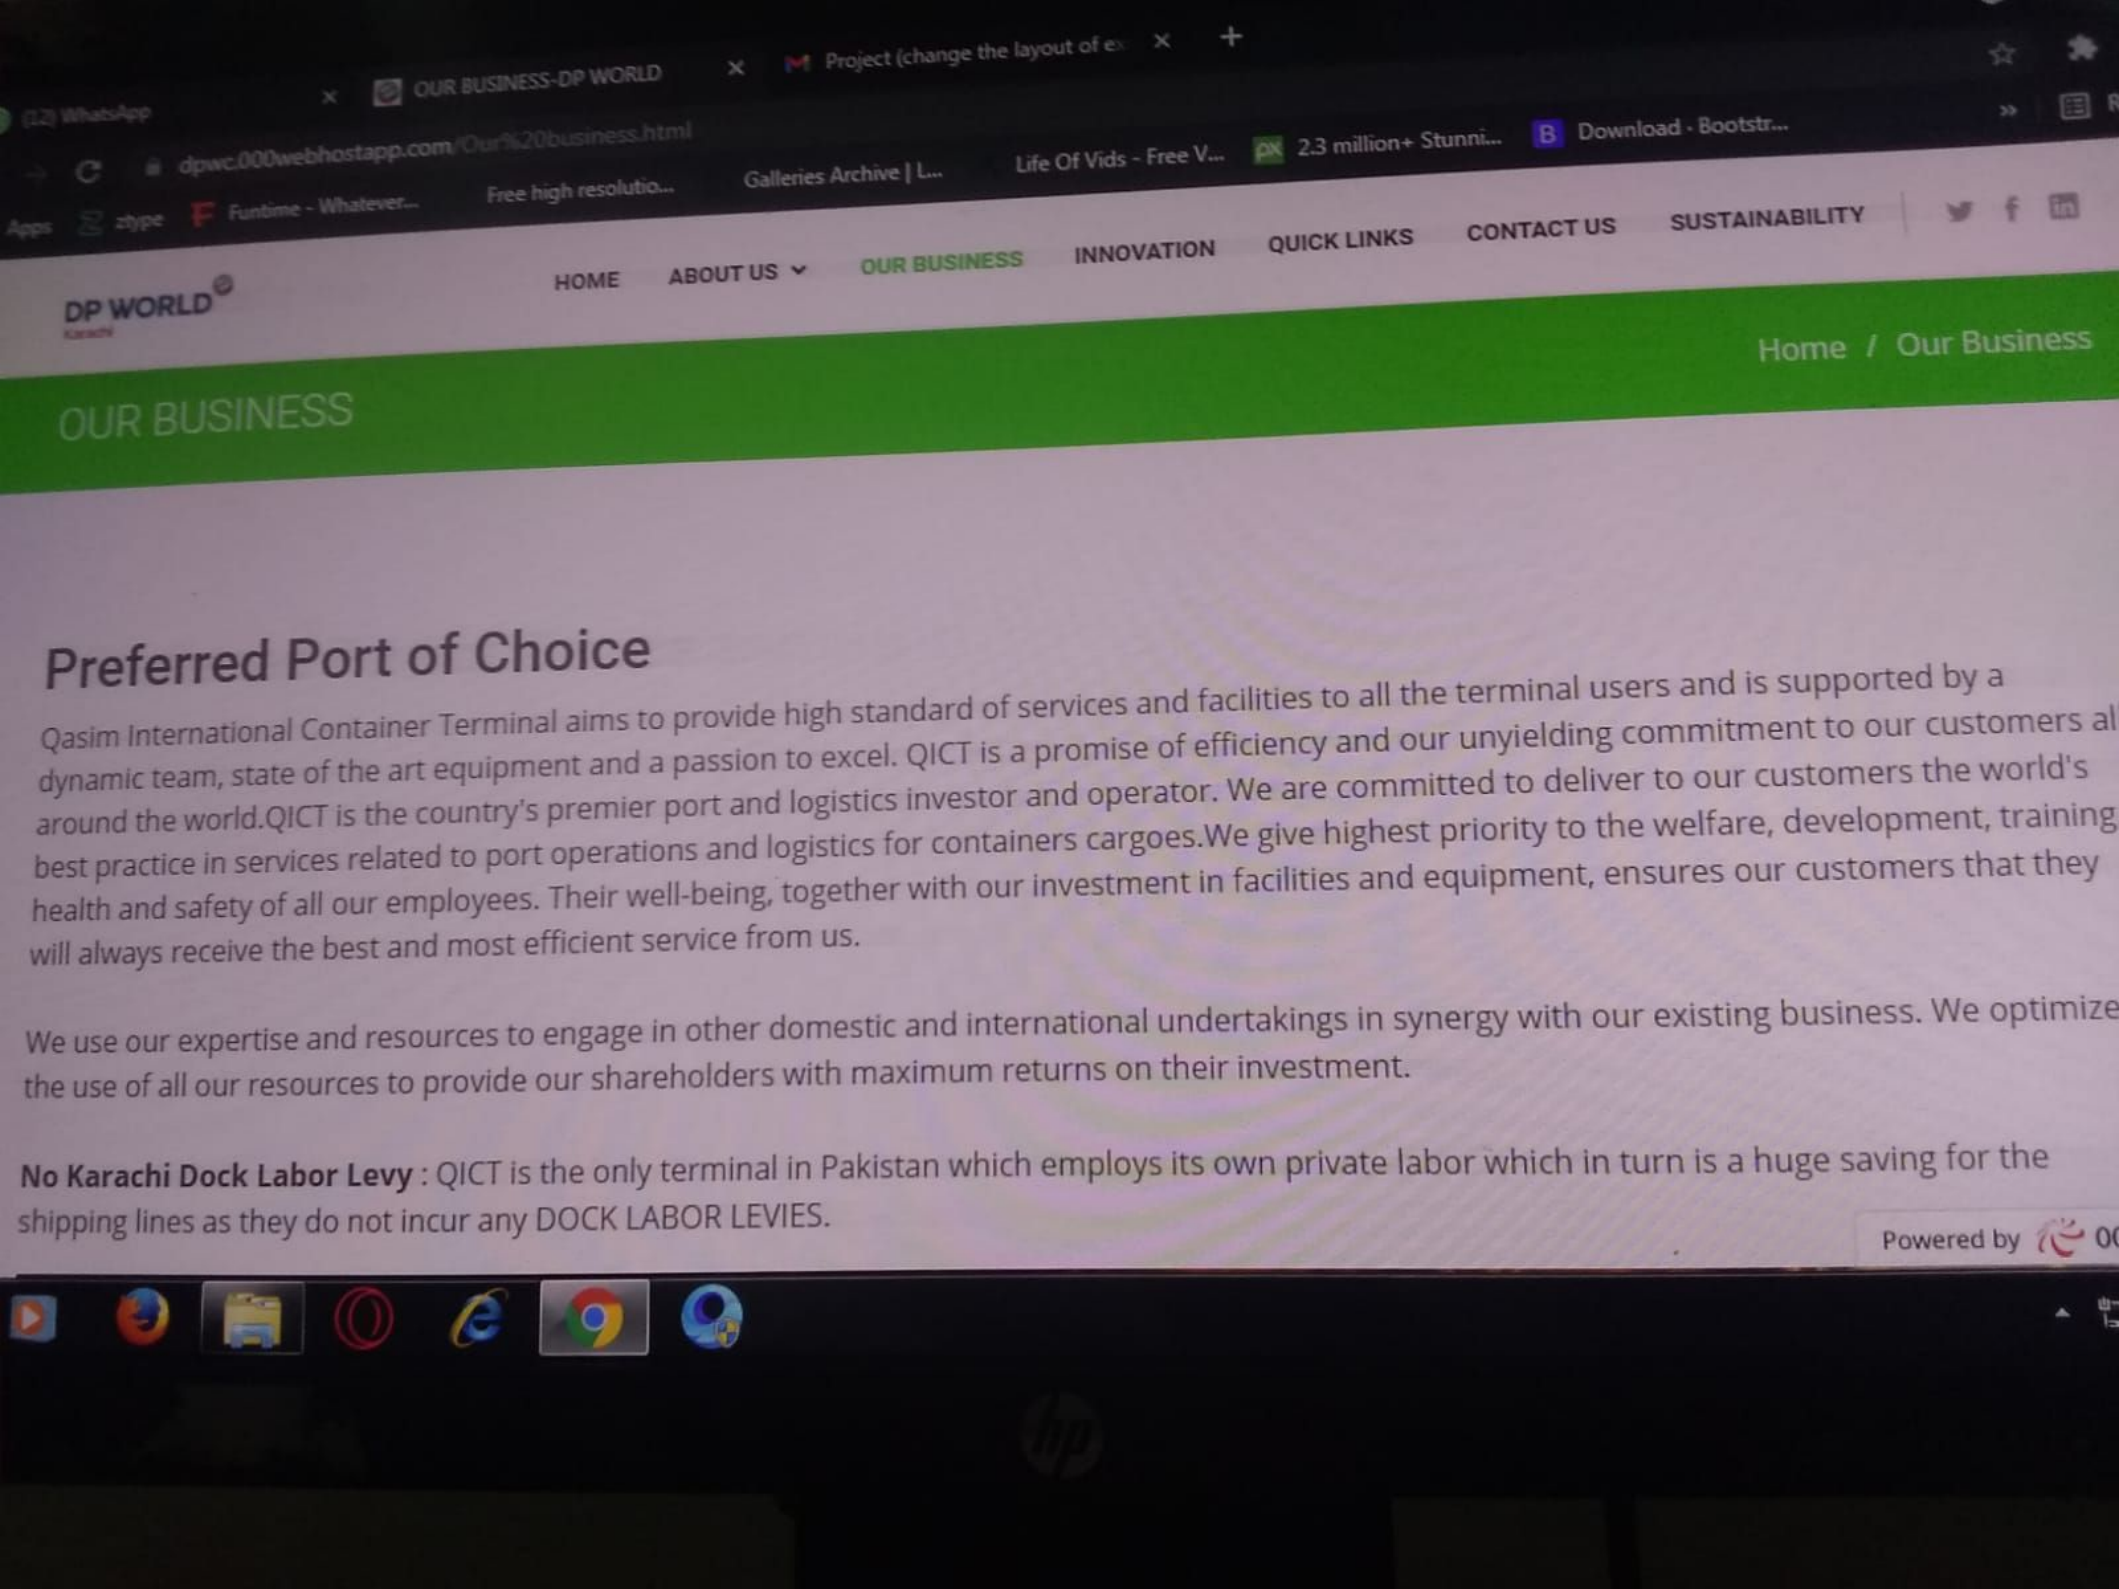 (12) WhatsApp
OUR BUSINESS-DP WORLD
Project (change the layout of ex
dpwc.000webhostapp.com/Our%20business.html
Apps
ztype
Funtime - Whatever...
Free high resolutio...
Galleries Archive | L...
Life Of Vids - Free V...
px
2.3 million+ Stunni...
B
Download · Bootstr...
DP WORLD
Karachi
HOME
ABOUT US
OUR BUSINESS
INNOVATION
QUICK LINKS
CONTACT US
SUSTAINABILITY
OUR BUSINESS
Home / Our Business
Preferred Port of Choice
Qasim International Container Terminal aims to provide high standard of services and facilities to all the terminal users and is supported by a
dynamic team, state of the art equipment and a passion to excel. QICT is a promise of efficiency and our unyielding commitment to our customers al
around the world.QICT is the country's premier port and logistics investor and operator. We are committed to deliver to our customers the world's
best practice in services related to port operations and logistics for containers cargoes.We give highest priority to the welfare, development, training
health and safety of all our employees. Their well-being, together with our investment in facilities and equipment, ensures our customers that they
will always receive the best and most efficient service from us.
We use our expertise and resources to engage in other domestic and international undertakings in synergy with our existing business. We optimize
the use of all our resources to provide our shareholders with maximum returns on their investment.
No Karachi Dock Labor Levy : QICT is the only terminal in Pakistan which employs its own private labor which in turn is a huge saving for the
shipping lines as they do not incur any DOCK LABOR LEVIES.
Powered by 00
hp